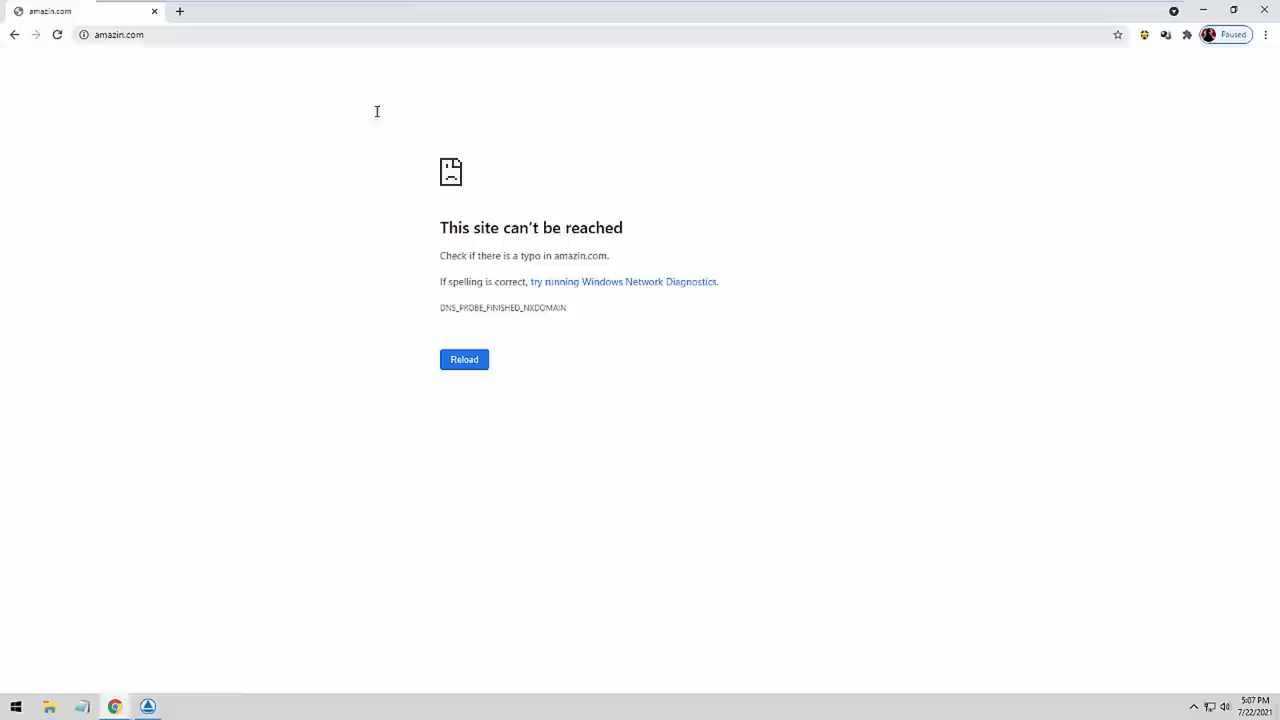 amazin.com
amazin.com
Paused
This site can't be reached
Check if there is a typo in amazin.com.
If spelling is correct, try running Windows Network Diagnostics.
DNS_PROBE_FINISHED_NXDOMAIN
Reload
5:07 PM
7/22/2021